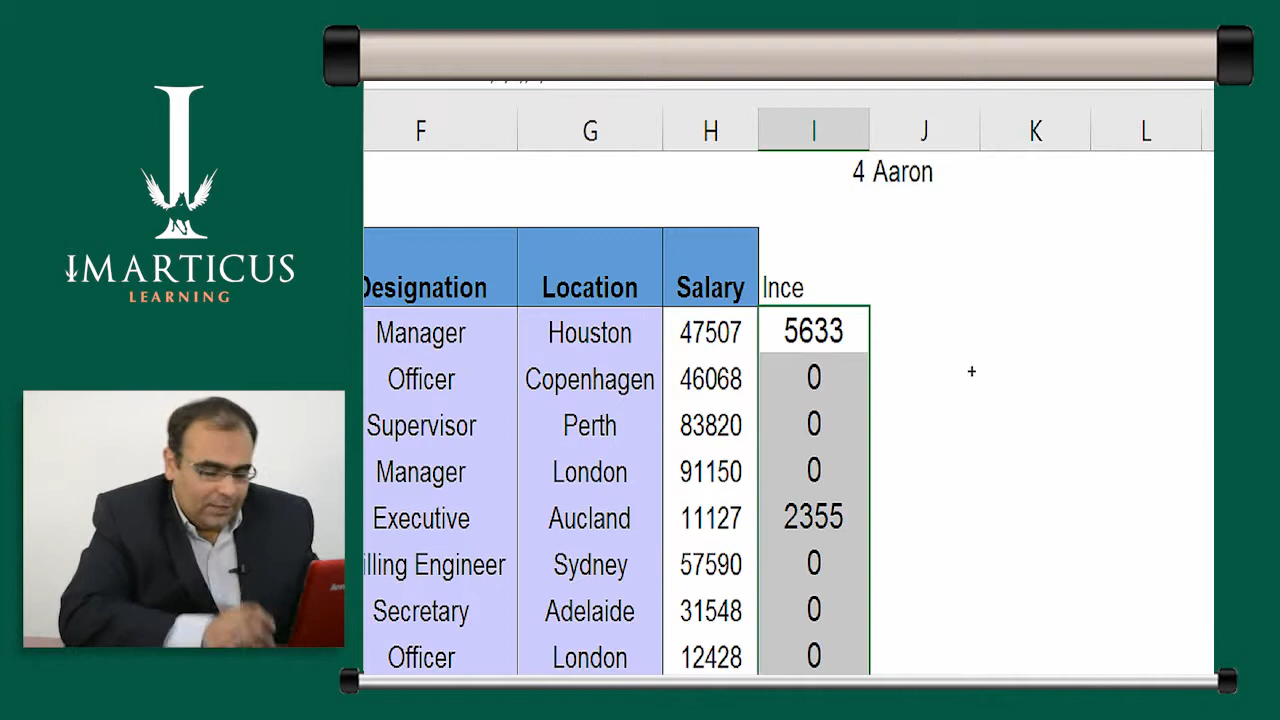 IMARTICUS
LEARNING
F G H I J K L
4 Aaron
Designation Location Salary Ince
Manager Houston 47507 5633
Officer Copenhagen 46068 0
Supervisor Perth 83820 0
Manager London 91150 0
Executive Aucland 11127 2355
illing Engineer Sydney 57590 0
Secretary Adelaide 31548 0
Officer London 12428 0